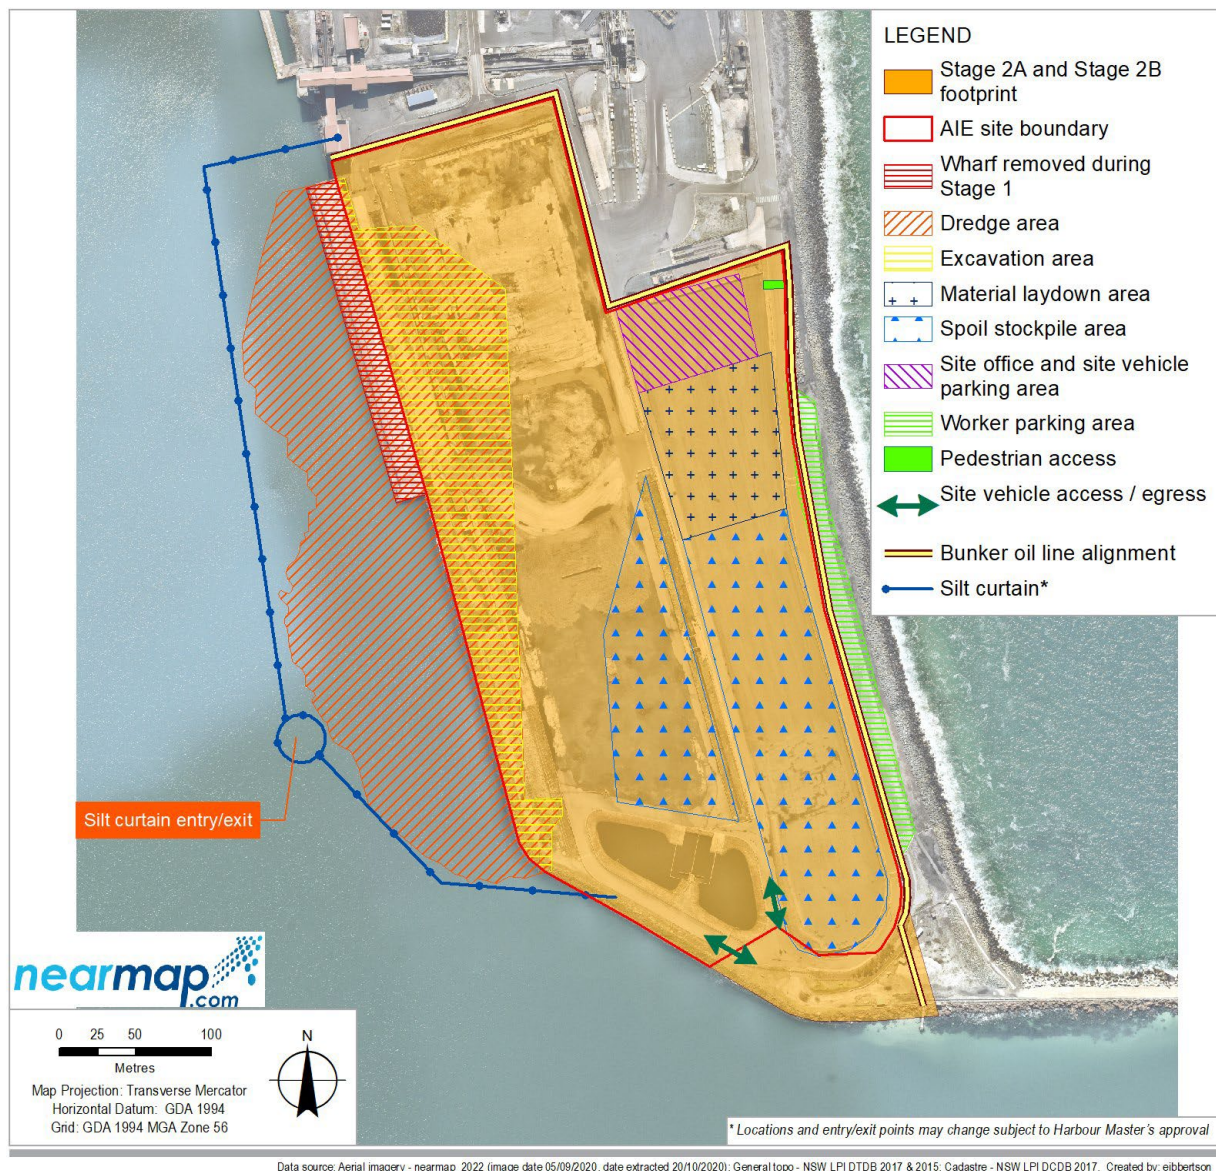 LEGEND
Stage 2A and Stage 2B
footprint
AIE site boundary
Wharf removed during
Stage 1
Dredge area
Excavation area
Material laydown area
Spoil stockpile area
Site office and site vehicle
parking area
Worker parking area
Pedestrian access
Site vehicle access / egress
Bunker oil line alignment
Silt curtain*
Silt curtain entry/exit
nearmap
.com
0 25 50 100
Metres
Map Projection: Transverse Mercator
Horizontal Datum: GDA 1994
Grid: GDA 1994 MGA Zone 56
N
* Locations and entry/exit points may change subject to Harbour Master's approval
Data source: Aerial imagery - nearmap 2022 (image date 05/09/2020, date extracted 20/10/2020); General topo - NSW LPI DTDB 2017 & 2015; Cadastre - NSW LPI DCDB 2017. Created by: eibbertson